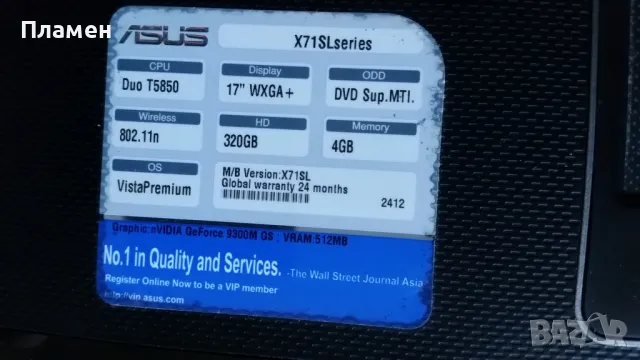 Пламен
ASUS
X71SLseries
CPU
Duo T5850
Display
17" WXGA+
ODD
DVD Sup.MTI.
Wireless
802.11n
HD
320GB
Memory
4GB
OS
VistaPremium
M/B Version:X71SL
Global warranty 24 months
2412
Graphic:nVIDIA GeForce 9300M GS ; VRAM:512MB
No.1 in Quality and Services. -The Wall Street Journal Asia
Register Online Now to be a VIP member
http://vip.asus.com
bazar